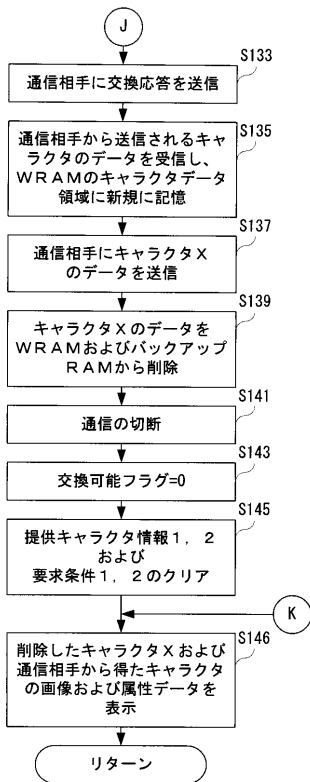 J
S133
通信相手に交換応答を送信
S135
通信相手から送信されるキャ
ラクタのデータを受信し、
ＷＲＡＭのキャラクタデータ
領域に新規に記憶
S137
通信相手にキャラクタＸ
のデータを送信
S139
キャラクタＸのデータを
ＷＲＡＭおよびバックアップ
RAMから削除
S141
通信の切断
S143
交換可能フラグ=0
S145
提供キャラクタ情報１，２
および
要求条件１，２のクリア
K
S146
削除したキャラクタＸおよび
通信相手から得たキャラクタ
の画像および属性データを
表示
リターン